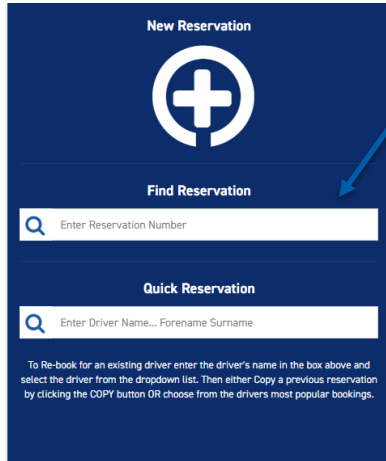 New Reservation
Find Reservation
Enter Reservation Number
Quick Reservation
Enter Driver Name... Forename Surname
To Re-book for an existing driver enter the driver's name in the box above and
select the driver from the dropdown list. Then either Copy a previous reservation
by clicking the COPY button OR choose from the drivers most popular bookings.